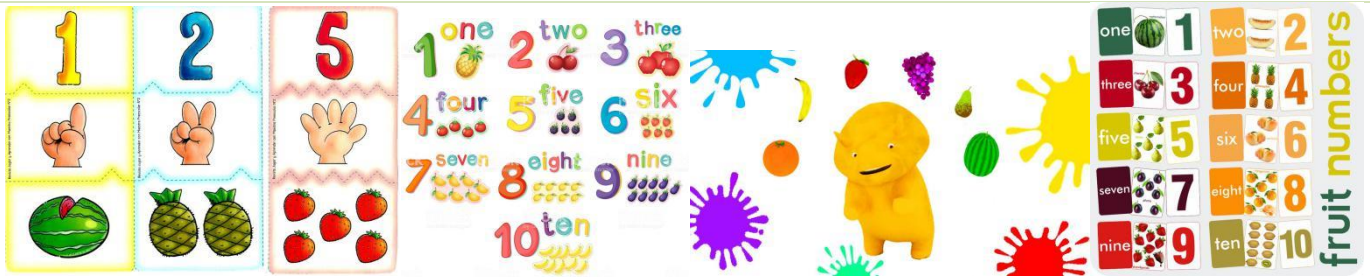 1
2
5
1 one
2 two
3 three
4 four
5 five
6 six
7 seven
8 eight
9 nine
10 ten
one 1
two 2
three 3
four 4
five 5
six 6
seven 7
eight 8
nine 9
ten 10
fruit numbers